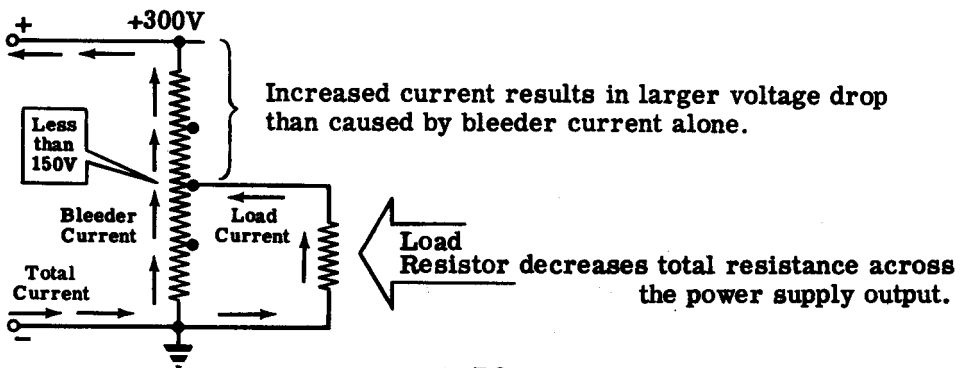 +
+300V
Increased current results in larger voltage drop
than caused by bleeder current alone.
Less
than
150V
Bleeder
Current
Load
Current
Load
Resistor decreases total resistance across
the power supply output.
Total
Current
-